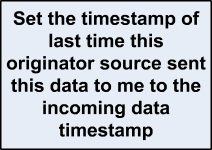 Set the timestamp of
last time this
originator source sent
this data to me to the
incoming data
timestamp